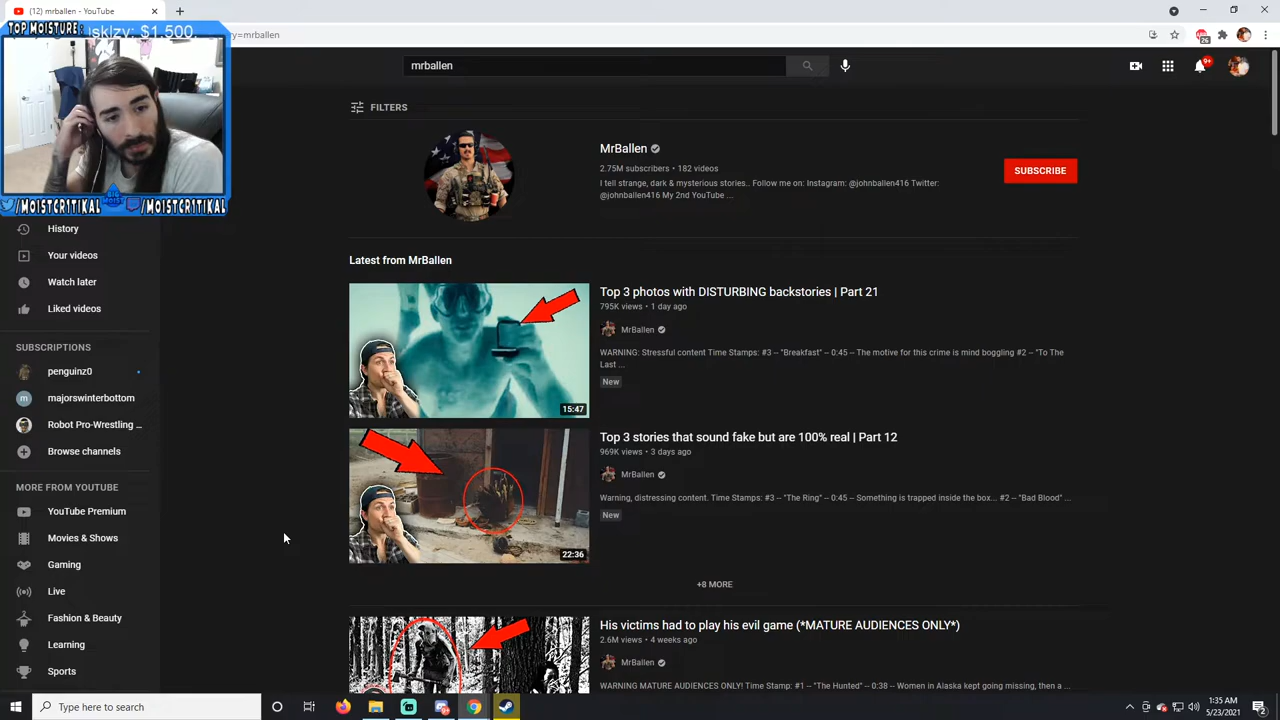 (12) mrballen - YouTube
TOP MOISTURE:
sklzy: $1,500.
y=mrballen
mrballen
26
9+
FILTERS
MrBallen
2.75M subscribers • 182 videos
I tell strange, dark & mysterious stories.. Follow me on: Instagram: @johnballen416 Twitter:
@johnballen416 My 2nd YouTube ...
SUBSCRIBE
BIG MOIST
/MOISTCR1TIKAL
/MOISTCR1TIKAL
History
Your videos
Watch later
Liked videos
SUBSCRIPTIONS
penguinz0
m
majorswinterbottom
Robot Pro-Wrestling ...
Browse channels
MORE FROM YOUTUBE
YouTube Premium
Movies & Shows
Gaming
Live
Fashion & Beauty
Learning
Sports
Latest from MrBallen
Top 3 photos with DISTURBING backstories | Part 21
795K views • 1 day ago
MrBallen
WARNING: Stressful content Time Stamps: #3 -- "Breakfast" -- 0:45 -- The motive for this crime is mind boggling #2 -- "To The
Last ...
New
15:47
Top 3 stories that sound fake but are 100% real | Part 12
969K views • 3 days ago
MrBallen
Warning, distressing content. Time Stamps: #3 -- "The Ring" -- 0:45 -- Something is trapped inside the box... #2 -- "Bad Blood" ...
New
22:36
+8 MORE
His victims had to play his evil game (*MATURE AUDIENCES ONLY*)
2.6M views • 4 weeks ago
MrBallen
WARNING MATURE AUDIENCES ONLY! Time Stamp: #1 -- "The Hunted" -- 0:38 -- Women in Alaska kept going missing, then a ...
Type here to search
1:35 AM
5/23/2021
2